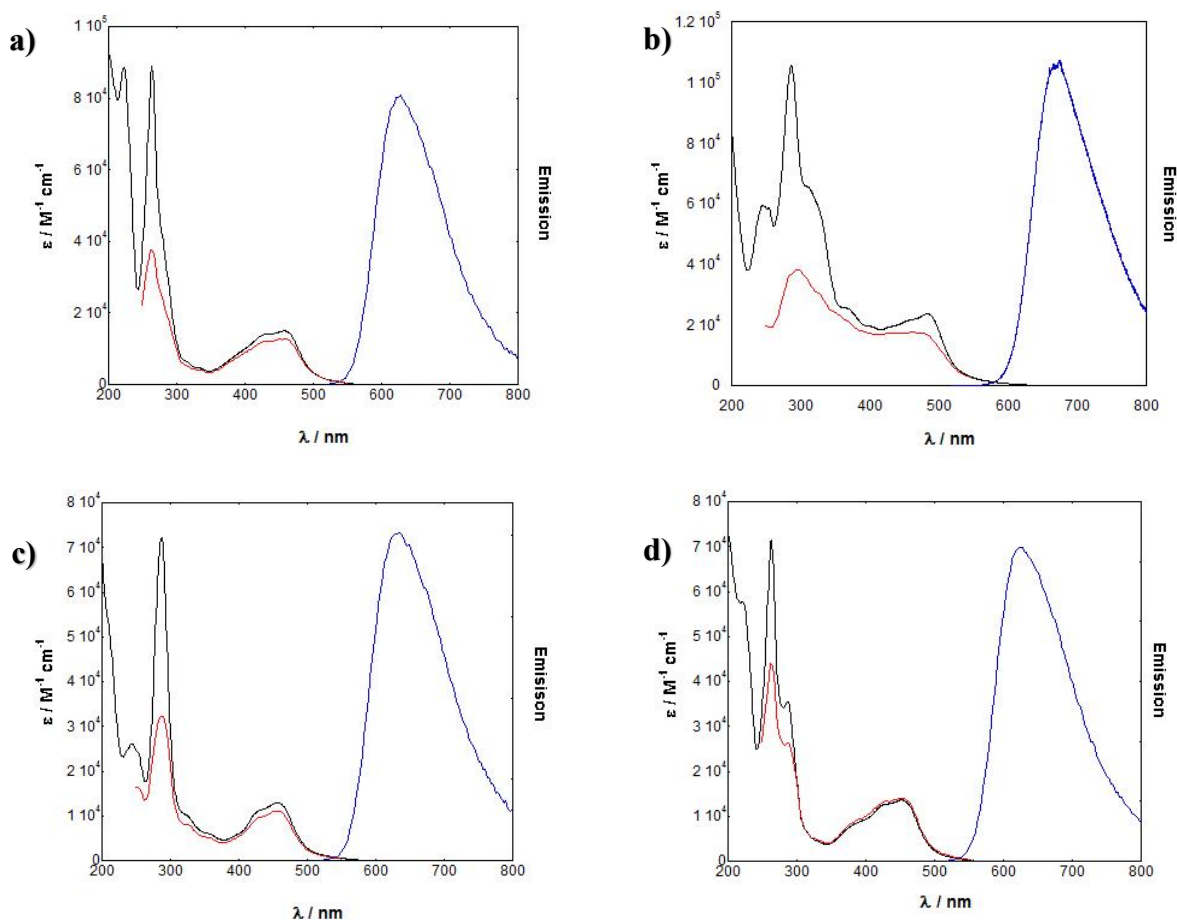 a)
1 10⁵
8 10⁴
6 10⁴
4 10⁴
2 10⁴
0
ε / M⁻¹ cm⁻¹
Emission
200 300 400 500 600 700 800
λ / nm
b)
1.2 10⁵
1 10⁵
8 10⁴
6 10⁴
4 10⁴
2 10⁴
0
ε / M⁻¹ cm⁻¹
Emission
200 300 400 500 600 700 800
λ / nm
c)
8 10⁴
7 10⁴
6 10⁴
5 10⁴
4 10⁴
3 10⁴
2 10⁴
1 10⁴
0
ε / M⁻¹ cm⁻¹
Emisison
200 300 400 500 600 700 800
λ / nm
d)
8 10⁴
7 10⁴
6 10⁴
5 10⁴
4 10⁴
3 10⁴
2 10⁴
1 10⁴
0
ε / M⁻¹ cm⁻¹
Emission
200 300 400 500 600 700 800
λ / nm